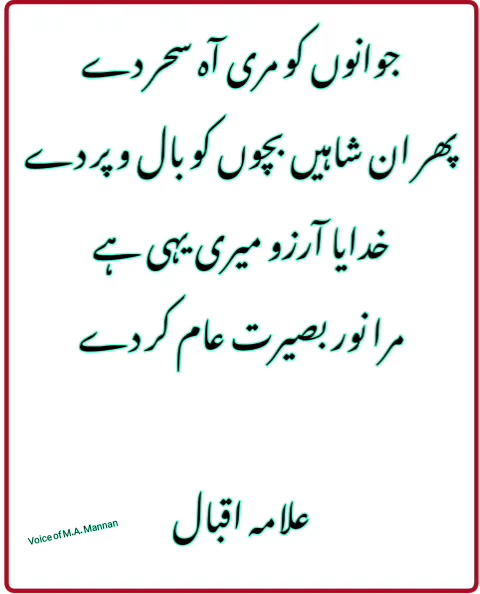 جوانوں کو مری آہ سحر دے
پھر ان شاہیں بچوں کو بال و پر دے
خدایا آرزو میری یہی ہے
مرا نور بصیرت عام کر دے
علامہ اقبال
Voice of M.A. Mannan